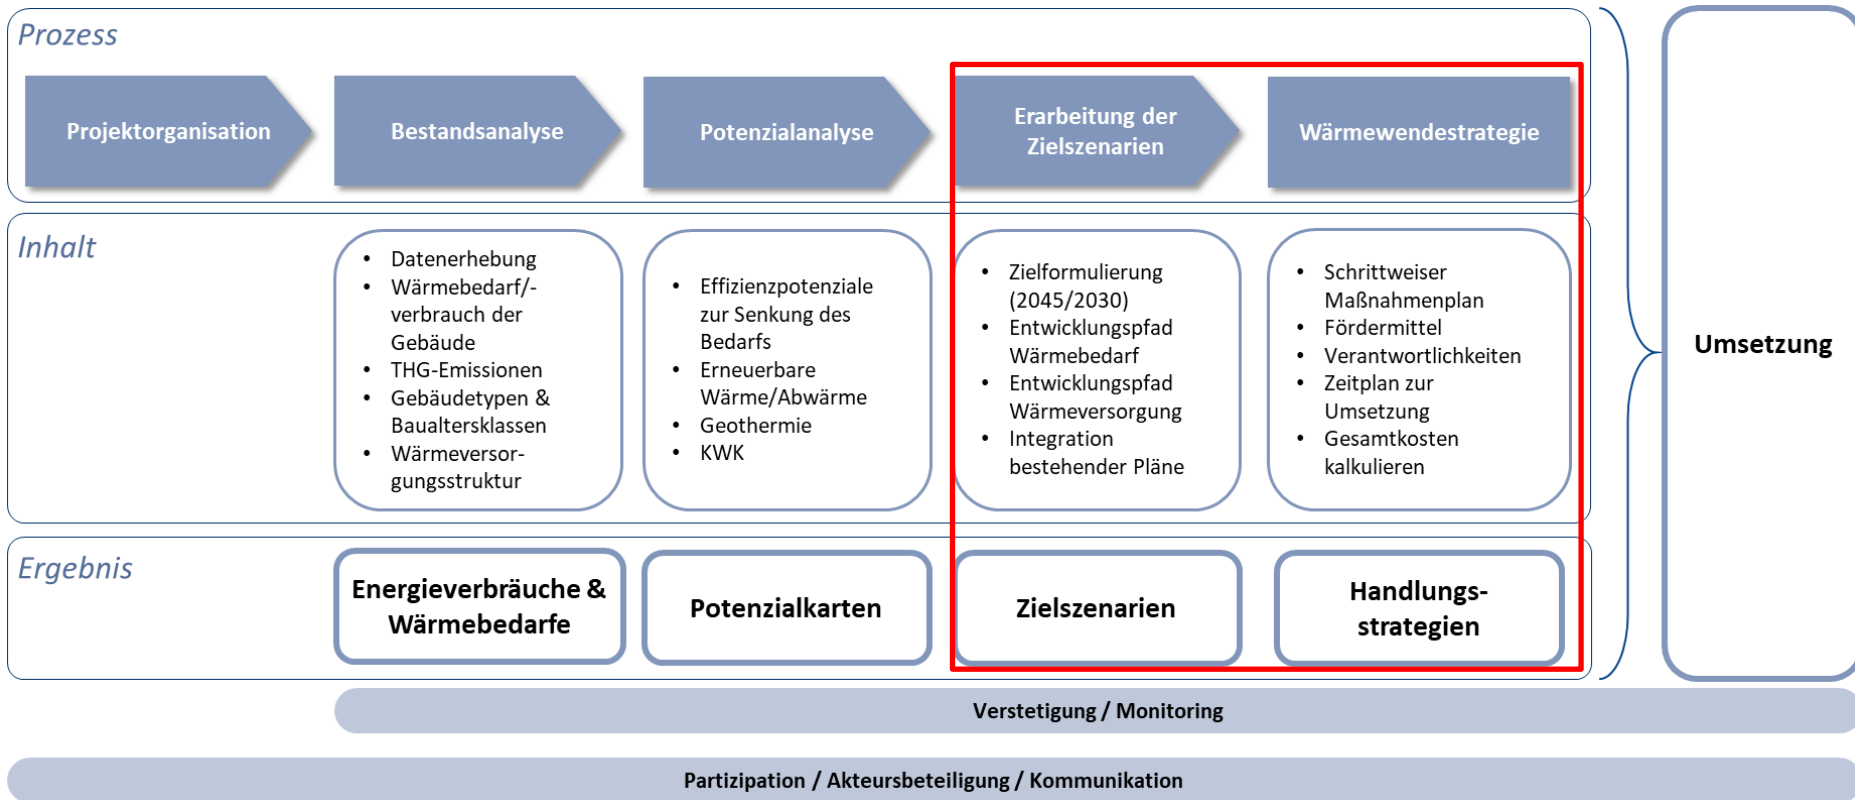 Prozess
Projektorganisation
Bestandsanalyse
Potenzialanalyse
Erarbeitung der
Zielszenarien
Wärmewendestrategie
Inhalt
• Datenerhebung
• Wärmebedarf/-
verbrauch der
Gebäude
• THG-Emissionen
• Gebäudetypen &
Baualtersklassen
• Wärmeversor-
gungsstruktur
• Effizienzpotenziale
zur Senkung des
Bedarfs
• Erneuerbare
Wärme/Abwärme
• Geothermie
• KWK
• Zielformulierung
(2045/2030)
• Entwicklungspfad
Wärmebedarf
• Entwicklungspfad
Wärmeversorgung
• Integration
bestehender Pläne
• Schrittweiser
Maßnahmenplan
• Fördermittel
• Verantwortlichkeiten
• Zeitplan zur
Umsetzung
• Gesamtkosten
kalkulieren
Ergebnis
Energieverbräuche &
Wärmebedarfe
Potenzialkarten
Zielszenarien
Handlungs-
strategien
Umsetzung
Verstetigung / Monitoring
Partizipation / Akteursbeteiligung / Kommunikation